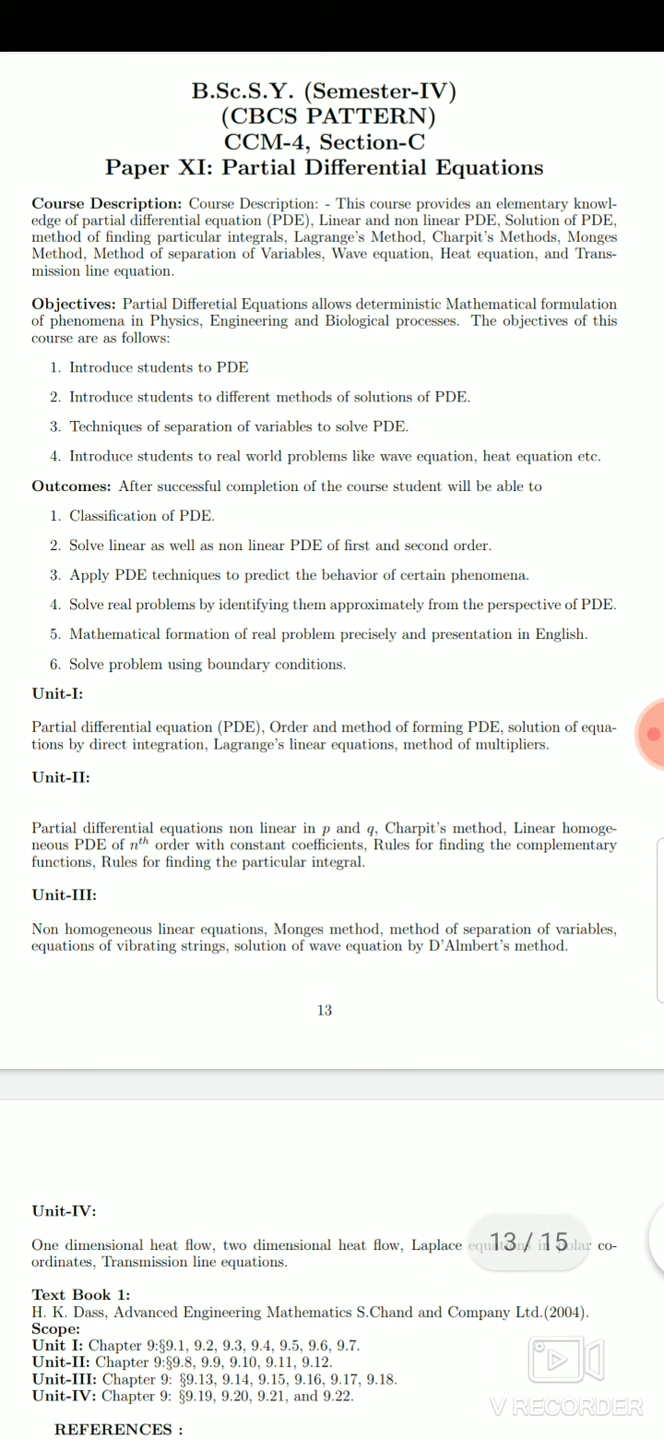 B.Sc.S.Y. (Semester-IV)
(CBCS PATTERN)
CCM-4, Section-C
Paper XI: Partial Differential Equations
Course Description: Course Description: - This course provides an elementary knowl-
edge of partial differential equation (PDE), Linear and non linear PDE, Solution of PDE,
method of finding particular integrals, Lagrange's Method, Charpit's Methods, Monges
Method, Method of separation of Variables, Wave equation, Heat equation, and Trans-
mission line equation.
Objectives: Partial Differetial Equations allows deterministic Mathematical formulation
of phenomena in Physics, Engineering and Biological processes. The objectives of this
course are as follows:
1. Introduce students to PDE
2. Introduce students to different methods of solutions of PDE.
3. Techniques of separation of variables to solve PDE.
4. Introduce students to real world problems like wave equation, heat equation etc.
Outcomes: After successful completion of the course student will be able to
1. Classification of PDE.
2. Solve linear as well as non linear PDE of first and second order.
3. Apply PDE techniques to predict the behavior of certain phenomena.
4. Solve real problems by identifying them approximately from the perspective of PDE.
5. Mathematical formation of real problem precisely and presentation in English.
6. Solve problem using boundary conditions.
Unit-I:
Partial differential equation (PDE), Order and method of forming PDE, solution of equa-
tions by direct integration, Lagrange's linear equations, method of multipliers.
Unit-II:
Partial differential equations non linear in p and q, Charpit's method, Linear homoge-
neous PDE of nth order with constant coefficients, Rules for finding the complementary
functions, Rules for finding the particular integral.
Unit-III:
Non homogeneous linear equations, Monges method, method of separation of variables,
equations of vibrating strings, solution of wave equation by D'Almbert's method.
13
Unit-IV:
One dimensional heat flow, two dimensional heat flow, Laplace equations in polar co-
13 / 15
ordinates, Transmission line equations.
Text Book 1:
H. K. Dass, Advanced Engineering Mathematics S.Chand and Company Ltd.(2004).
Scope:
Unit I: Chapter 9:§9.1, 9.2, 9.3, 9.4, 9.5, 9.6, 9.7.
Unit-II: Chapter 9:§9.8, 9.9, 9.10, 9.11, 9.12.
Unit-III: Chapter 9: §9.13, 9.14, 9.15, 9.16, 9.17, 9.18.
Unit-IV: Chapter 9: §9.19, 9.20, 9.21, and 9.22.
V RECORDER
REFERENCES :